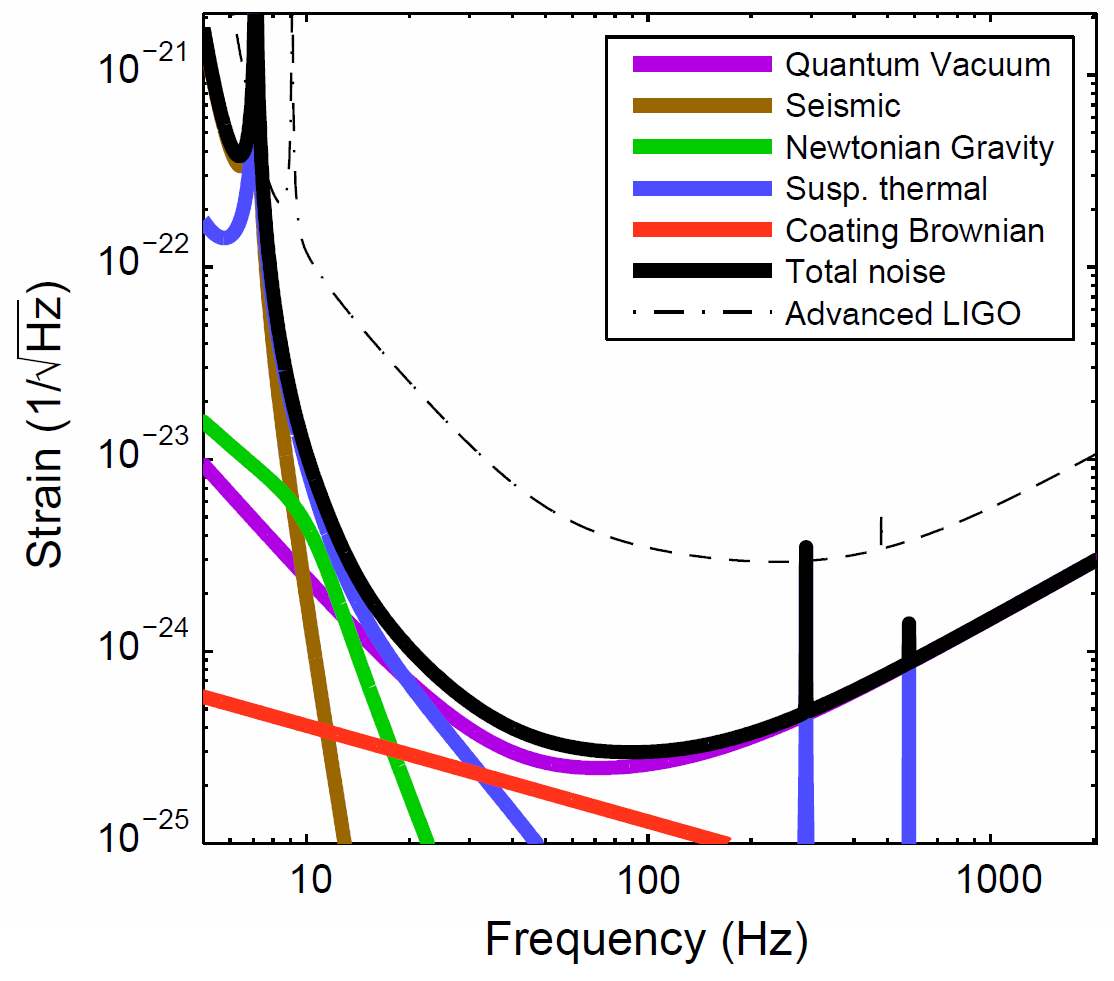 10−21
10−22
10−23
10−24
10−25
Strain (1/√Hz)
Quantum Vacuum
Seismic
Newtonian Gravity
Susp. thermal
Coating Brownian
Total noise
Advanced LIGO
10
100
1000
Frequency (Hz)